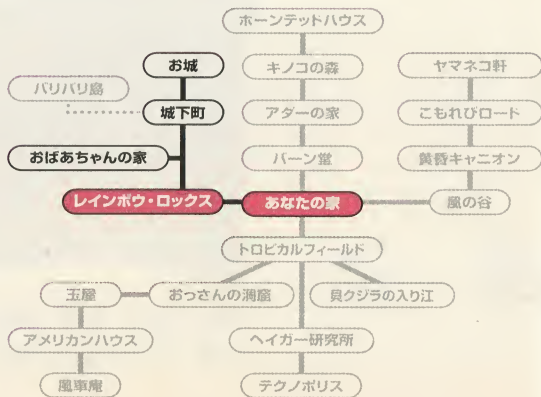 ホーンテッドハウス
お城
キノコの森
ヤマネコ軒
バリバリ島
城下町
アダーの家
こもれびロード
おばあちゃんの家
バーン堂
黄昏キャニオン
レインボウ・ロックス
あなたの家
風の谷
トロピカルフィールド
玉屋
おっさんの洞窟
貝クジラの入り江
アメリカンハウス
ヘイガー研究所
風車庵
テクノポリス